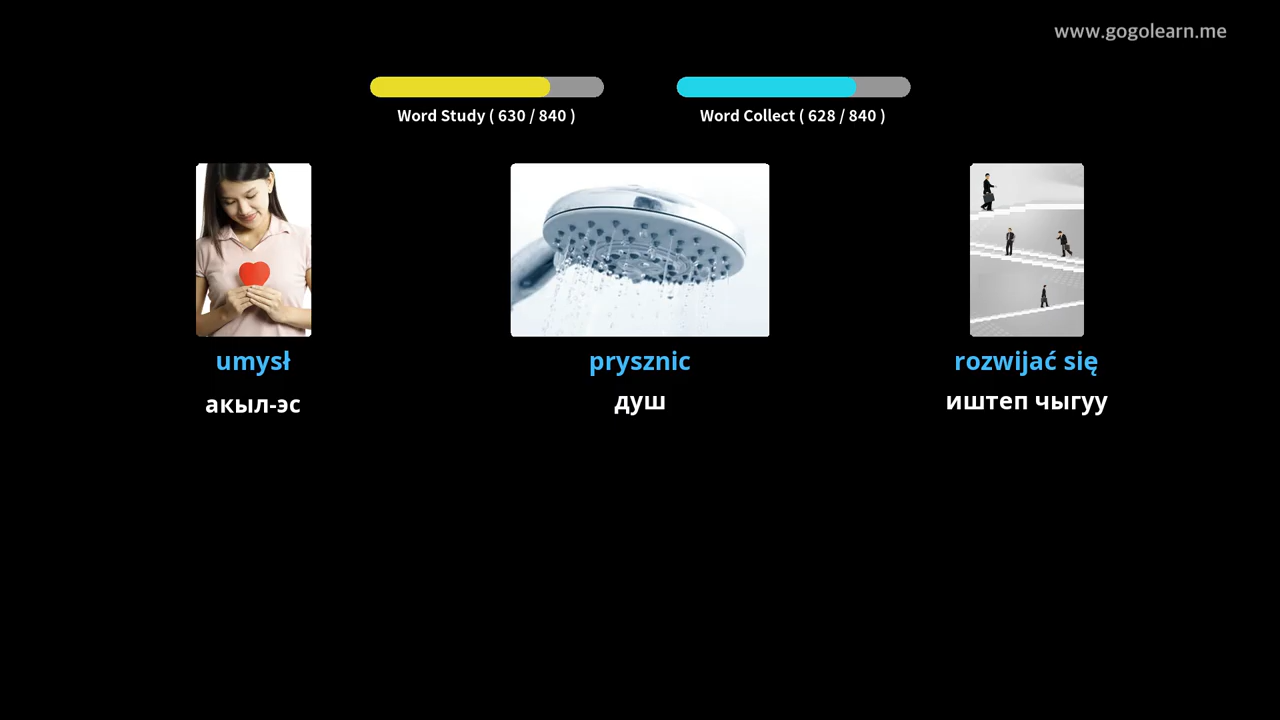 www.gogolearn.me
Word Study ( 630 / 840 )
Word Collect ( 628 / 840 )
umysł
акыл-эс
prysznic
душ
rozwijać się
иштеп чыгуу